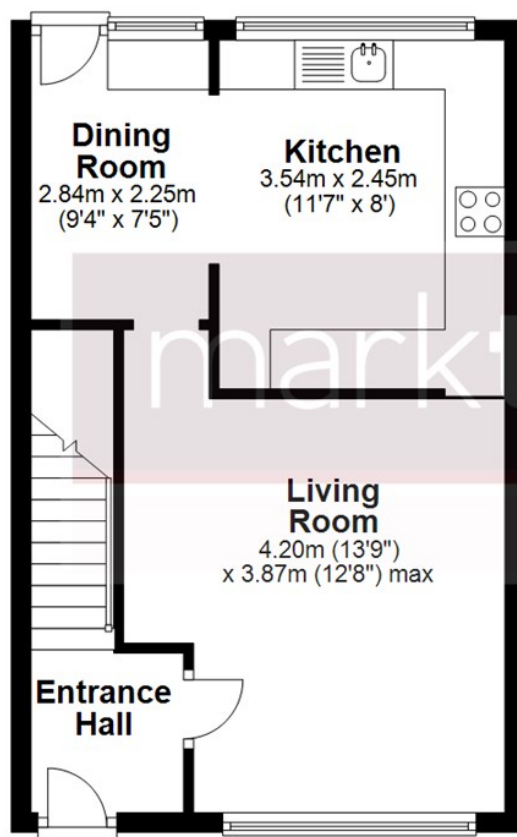 Dining
Room
2.84m x 2.25m
(9'4" x 7'5")
Kitchen
3.54m x 2.45m
(11'7" x 8')
markt
Living
Room
4.20m (13'9")
x 3.87m (12'8") max
Entrance
Hall